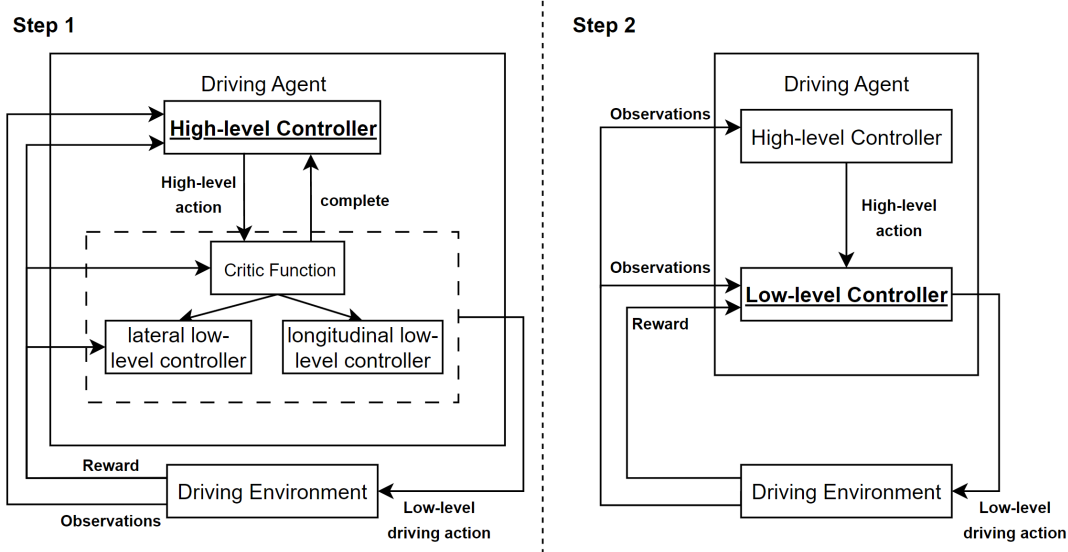 Step 1
Driving Agent
High-level Controller
High-level
action
complete
Critic Function
lateral low-
level controller
longitudinal low-
level controller
Reward
Driving Environment
Observations
Low-level
driving action
Step 2
Driving Agent
Observations
High-level Controller
High-level
action
Observations
Low-level Controller
Reward
Driving Environment
Low-level
driving action